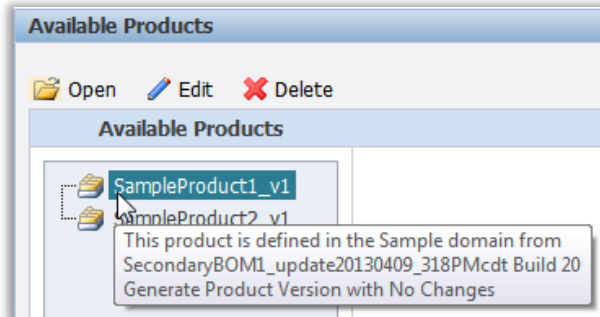 Available Products
Open Edit Delete
Available Products
SampleProduct1_v1
SampleProduct2_v1
This product is defined in the Sample domain from
SecondaryBOM1_update20130409_318PMcdt Build 20
Generate Product Version with No Changes